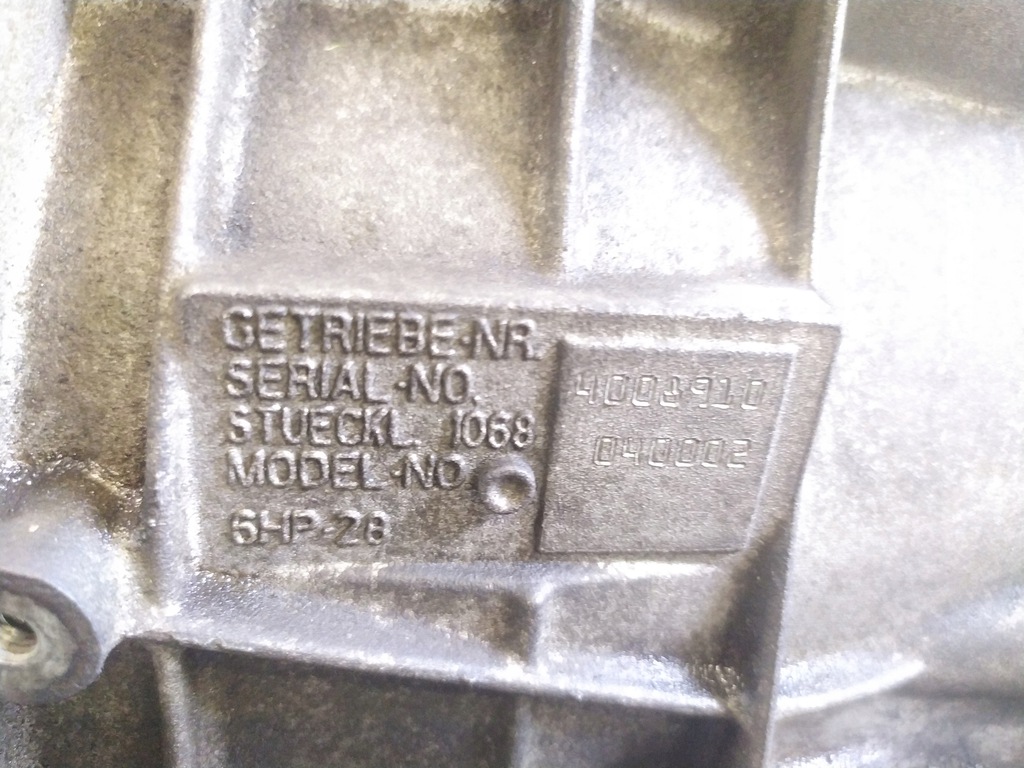 GETRIEBE-NR.
SERIAL-NO. 4008910
STUECKL. 1068
MODEL-NO. 040002
6HP-28